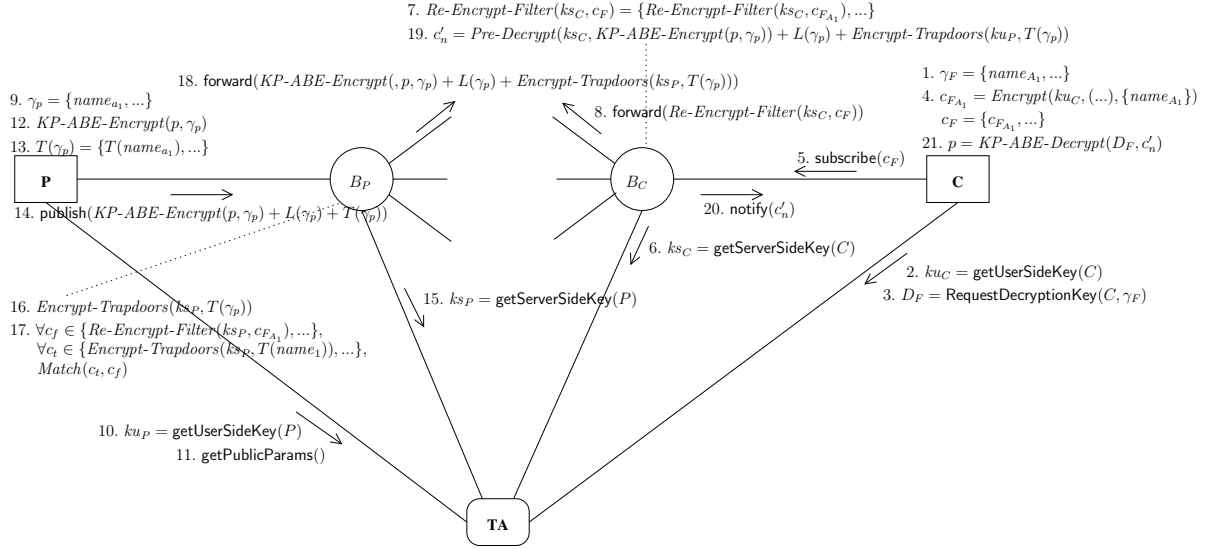 7. Re-Encrypt-Filter(ks_C, c_F) = {Re-Encrypt-Filter(ks_C, c_{F_{A_1}}), ...}
19. c'_n = Pre-Decrypt(ks_C, KP-ABE-Encrypt(p, γ_p)) + L(γ_p) + Encrypt-Trapdoors(ku_P, T(γ_p))
18. forward(KP-ABE-Encrypt(, p, γ_p) + L(γ_p) + Encrypt-Trapdoors(ks_P, T(γ_p)))
1. γ_F = {name_{A_1}, ...}
4. c_{F_{A_1}} = Encrypt(ku_C, (...), {name_{A_1}})
c_F = {c_{F_{A_1}}, ...}
21. p = KP-ABE-Decrypt(D_F, c'_n)
9. γ_p = {name_{a_1}, ...}
12. KP-ABE-Encrypt(p, γ_p)
13. T(γ_p) = {T(name_{a_1}), ...}
8. forward(Re-Encrypt-Filter(ks_C, c_F))
5. subscribe(c_F)
P
B_P
B_C
C
14. publish(KP-ABE-Encrypt(p, γ_p) + L(γ_p) + T(γ_p))
20. notify(c'_n)
6. ks_C = getServerSideKey(C)
2. ku_C = getUserSideKey(C)
3. D_F = RequestDecryptionKey(C, γ_F)
15. ks_P = getServerSideKey(P)
16. Encrypt-Trapdoors(ks_P, T(γ_p))
17. ∀c_f ∈ {Re-Encrypt-Filter(ks_P, c_{F_{A_1}}), ...},
∀c_t ∈ {Encrypt-Trapdoors(ks_P, T(name_1)), ...},
Match(c_t, c_f)
10. ku_P = getUserSideKey(P)
11. getPublicParams()
TA